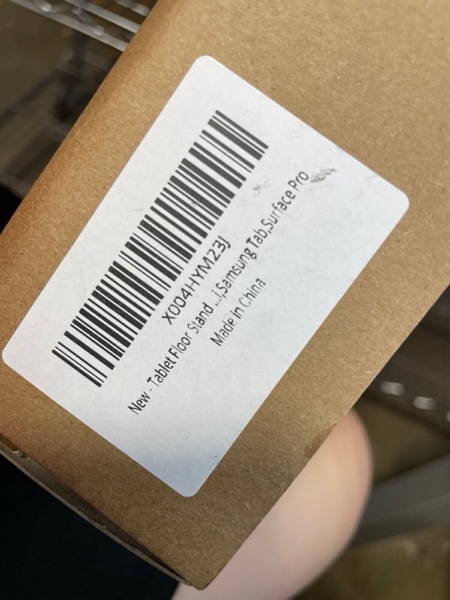 X004HYM23J
New - Tablet Floor Stand ...i,Samsung Tab,Surface Pro
Made in China